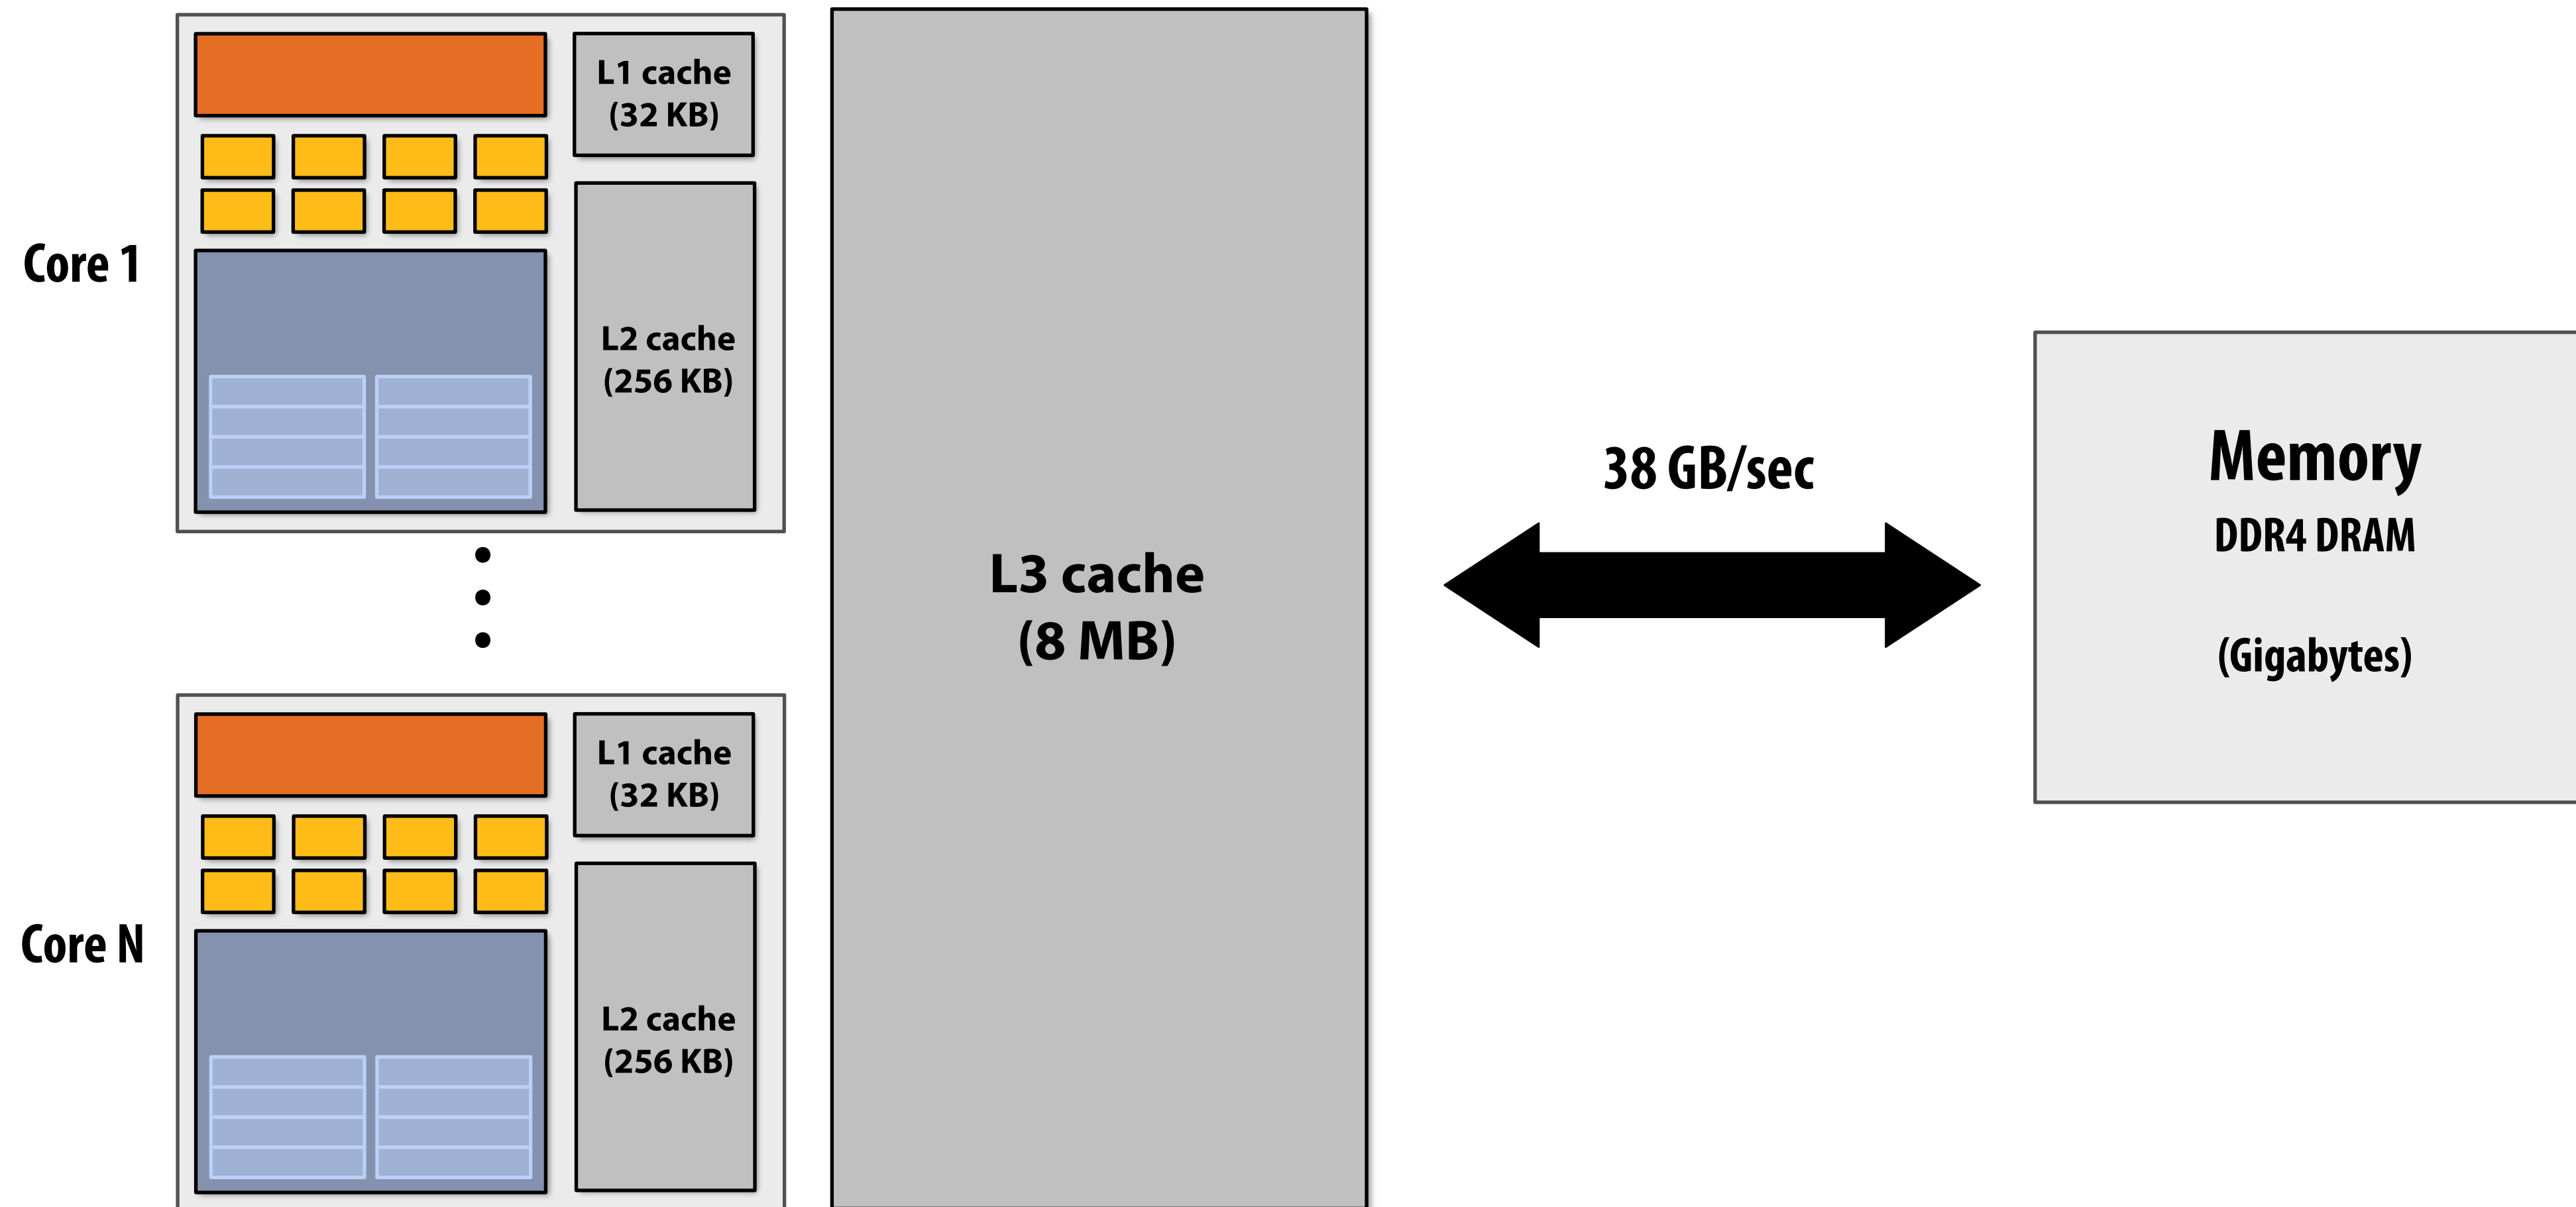 Core 1
L1 cache
(32 KB)
L2 cache
(256 KB)
Core N
L1 cache
(32 KB)
L2 cache
(256 KB)
L3 cache
(8 MB)
38 GB/sec
Memory
DDR4 DRAM
(Gigabytes)